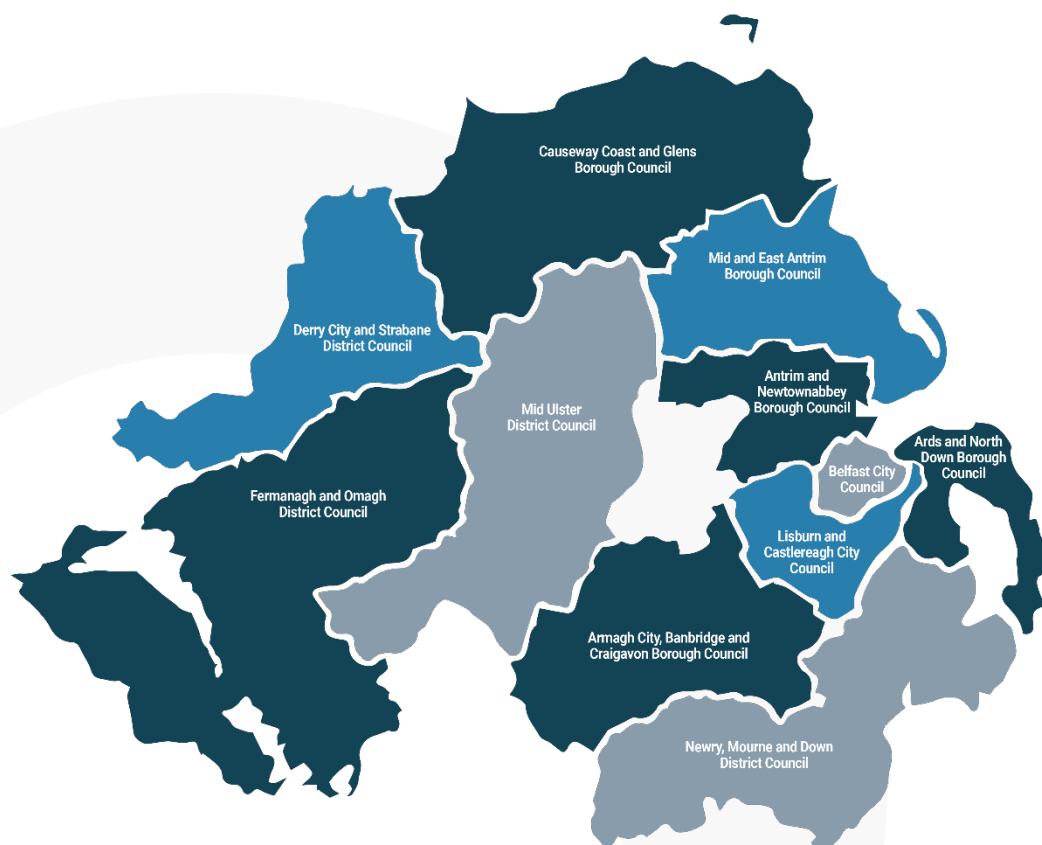 Causeway Coast and Glens
Borough Council
Mid and East Antrim
Borough Council
Derry City and Strabane
District Council
Antrim and
Newtownabbey
Borough Council
Mid Ulster
District Council
Ards and North
Down Borough
Council
Belfast City
Council
Fermanagh and Omagh
District Council
Lisburn and
Castlereagh City
Council
Armagh City, Banbridge and
Craigavon Borough Council
Newry, Mourne and Down
District Council